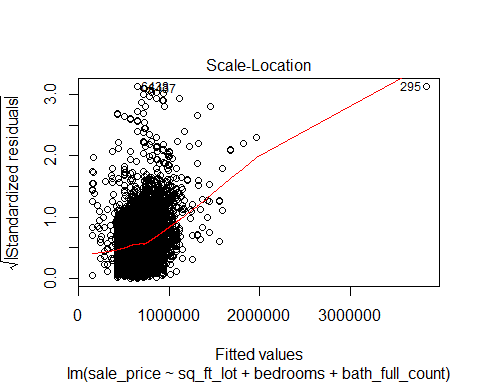 Scale-Location
√|Standardized residuals|
0.0 1.0 2.0 3.0
295
0 1000000 2000000 3000000
Fitted values
lm(sale_price ~ sq_ft_lot + bedrooms + bath_full_count)